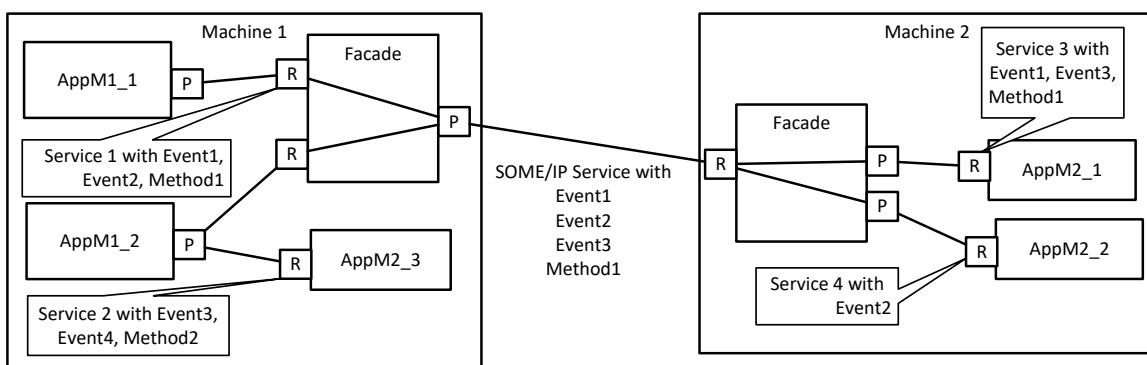 Machine 1
Facade
AppM1_1
P
R
P
R
Service 1 with Event1,
Event2, Method1
AppM1_2
P
R
AppM2_3
Service 2 with Event3,
Event4, Method2
SOME/IP Service with
Event1
Event2
Event3
Method1
Machine 2
Service 3 with
Event1, Event3,
Method1
Facade
R
P
R
AppM2_1
P
R
AppM2_2
Service 4 with
Event2